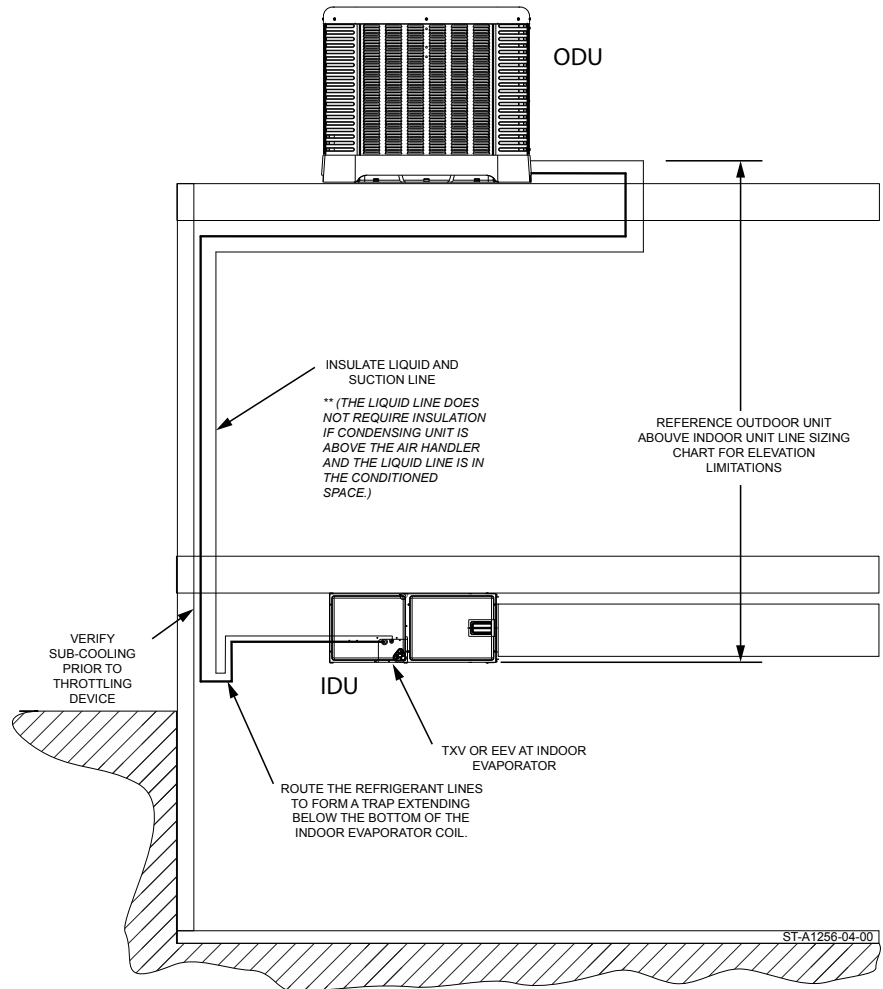 ODU
INSULATE LIQUID AND
SUCTION LINE
** (THE LIQUID LINE DOES
NOT REQUIRE INSULATION
IF CONDENSING UNIT IS
ABOVE THE AIR HANDLER
AND THE LIQUID LINE IS IN
THE CONDITIONED
SPACE.)
REFERENCE OUTDOOR UNIT
ABOUVE INDOOR UNIT LINE SIZING
CHART FOR ELEVATION
LIMITATIONS
VERIFY
SUB-COOLING
PRIOR TO
THROTTLING
DEVICE
IDU
TXV OR EEV AT INDOOR
EVAPORATOR
ROUTE THE REFRIGERANT LINES
TO FORM A TRAP EXTENDING
BELOW THE BOTTOM OF THE
INDOOR EVAPORATOR COIL.
ST-A1256-04-00